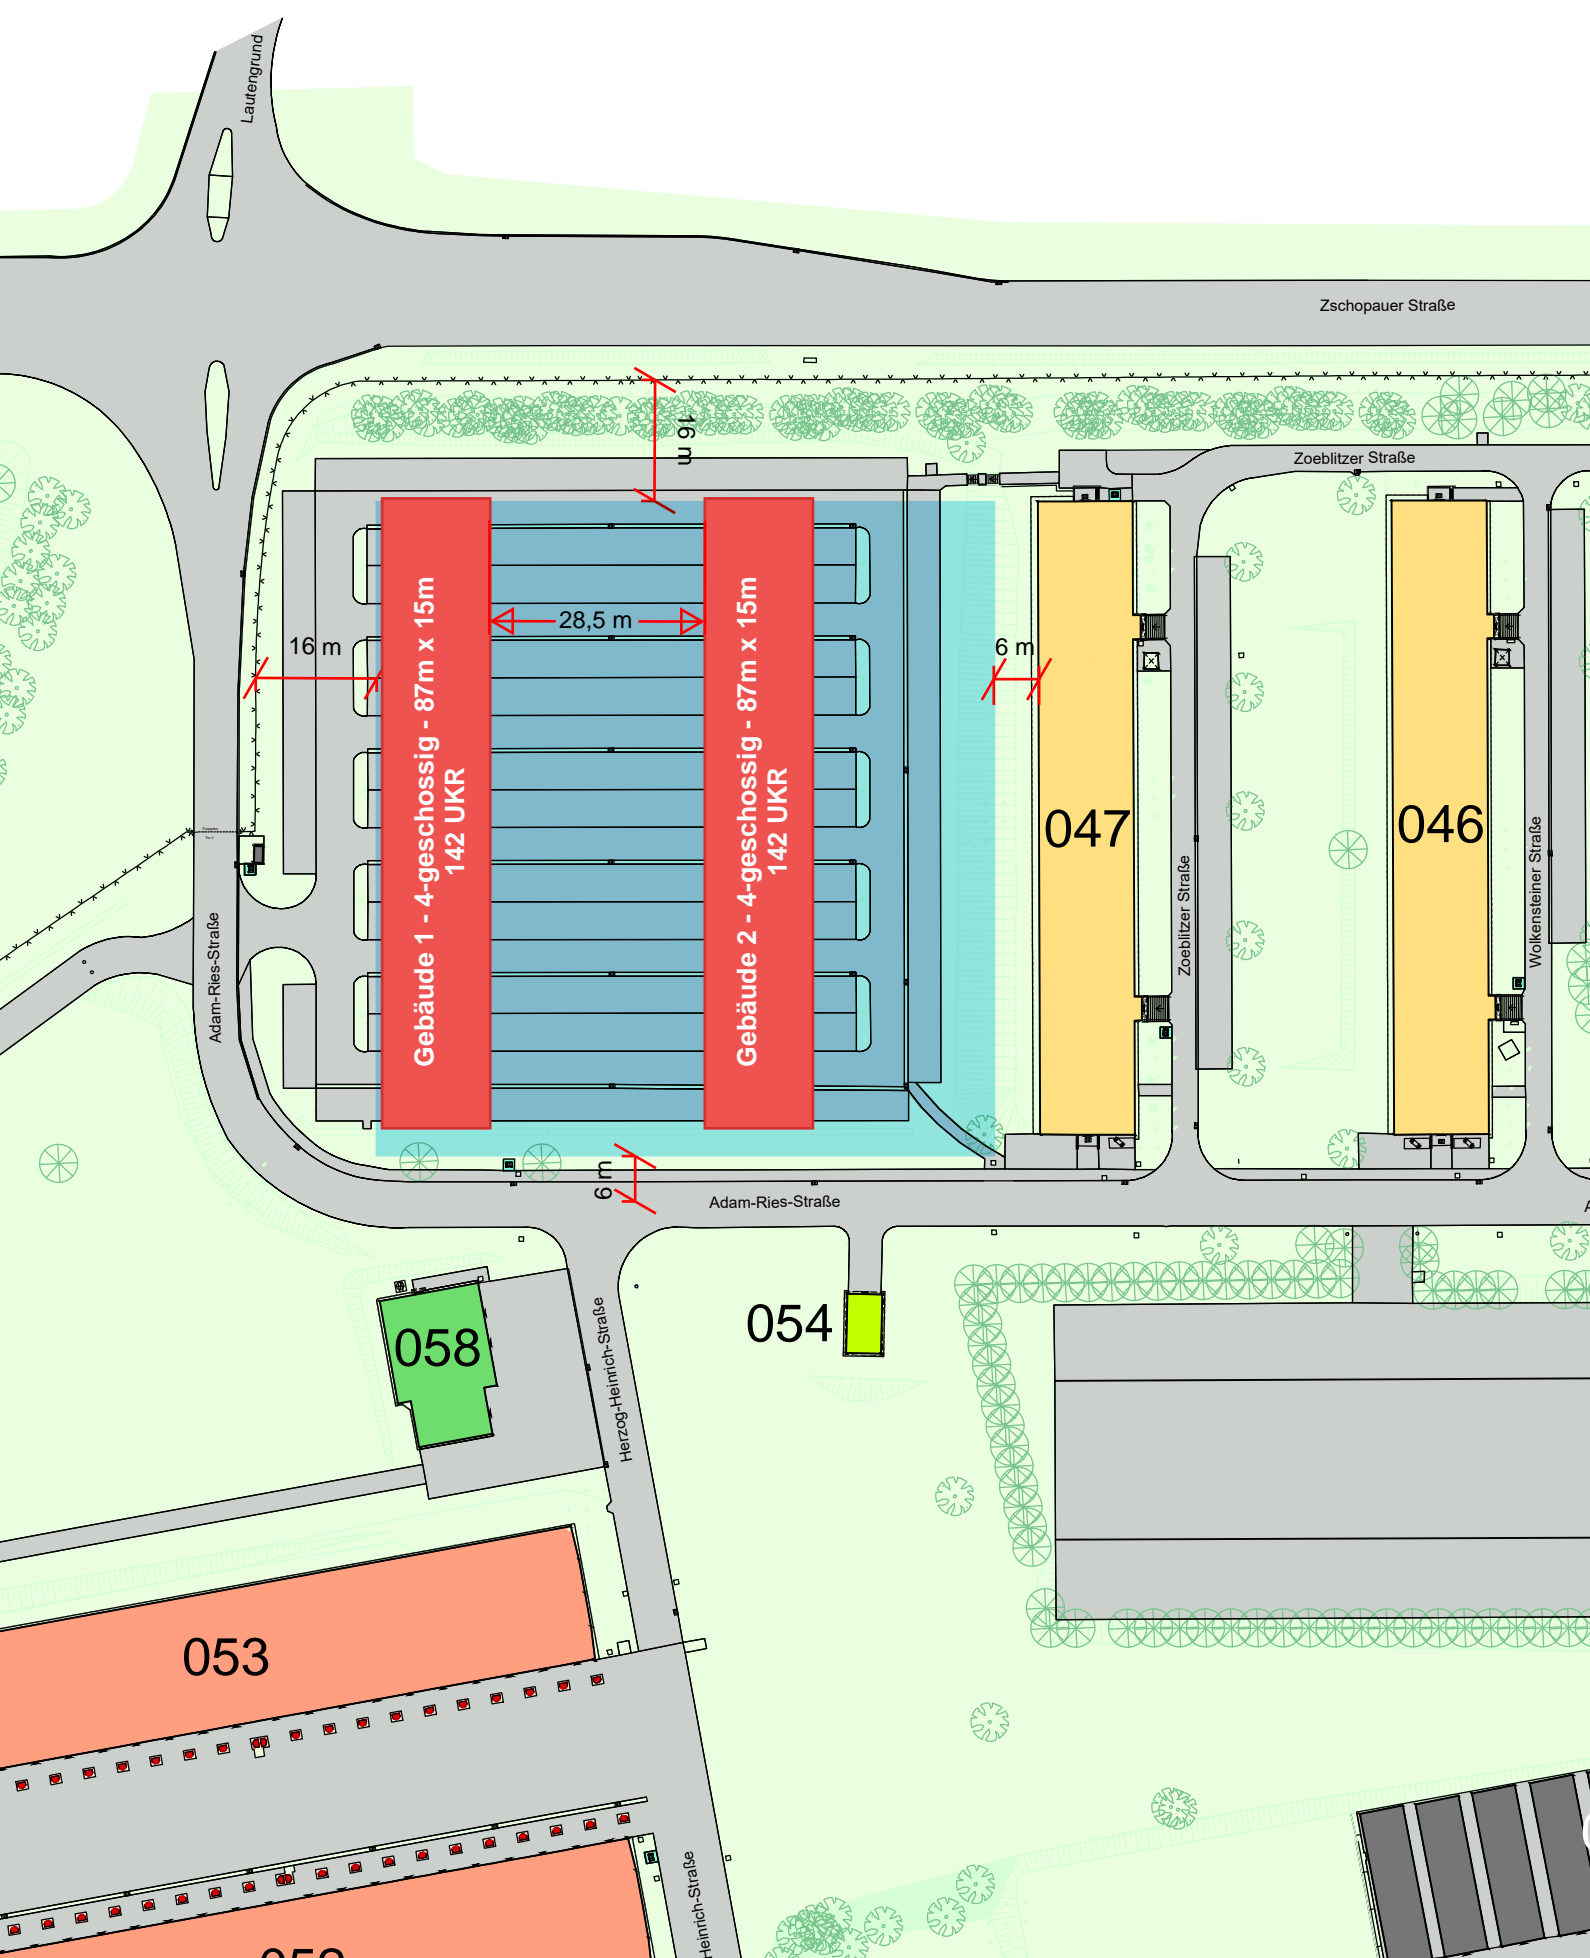 Lautengrund
Zschopauer Straße
16 m
Zoeblitzer Straße
Gebäude 1 - 4-geschossig - 87m x 15m
142 UKR
28,5 m
Gebäude 2 - 4-geschossig - 87m x 15m
142 UKR
16 m
6 m
047
046
Zoeblitzer Straße
Wolkensteiner Straße
Adam-Ries-Straße
6 m
Adam-Ries-Straße
A
058
054
Herzog-Heinrich-Straße
053
Heinrich-Straße